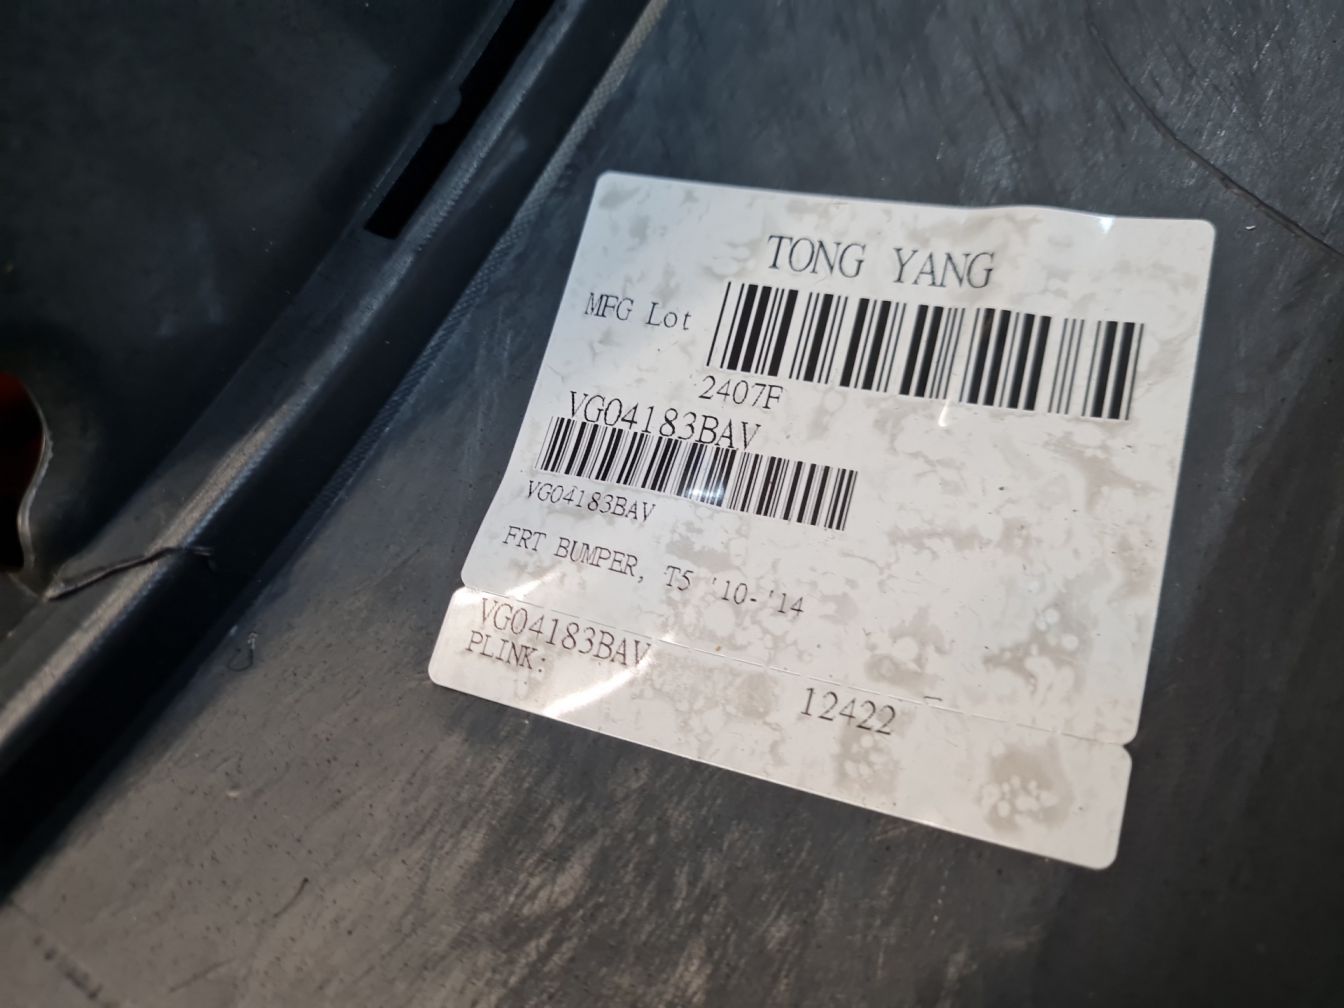 TONG YANG
MFG Lot
2407F
VG04183BAV
VG04183BAV
FRT BUMPER, T5 '10-'14
VG04183BAV
PLINK:
12422